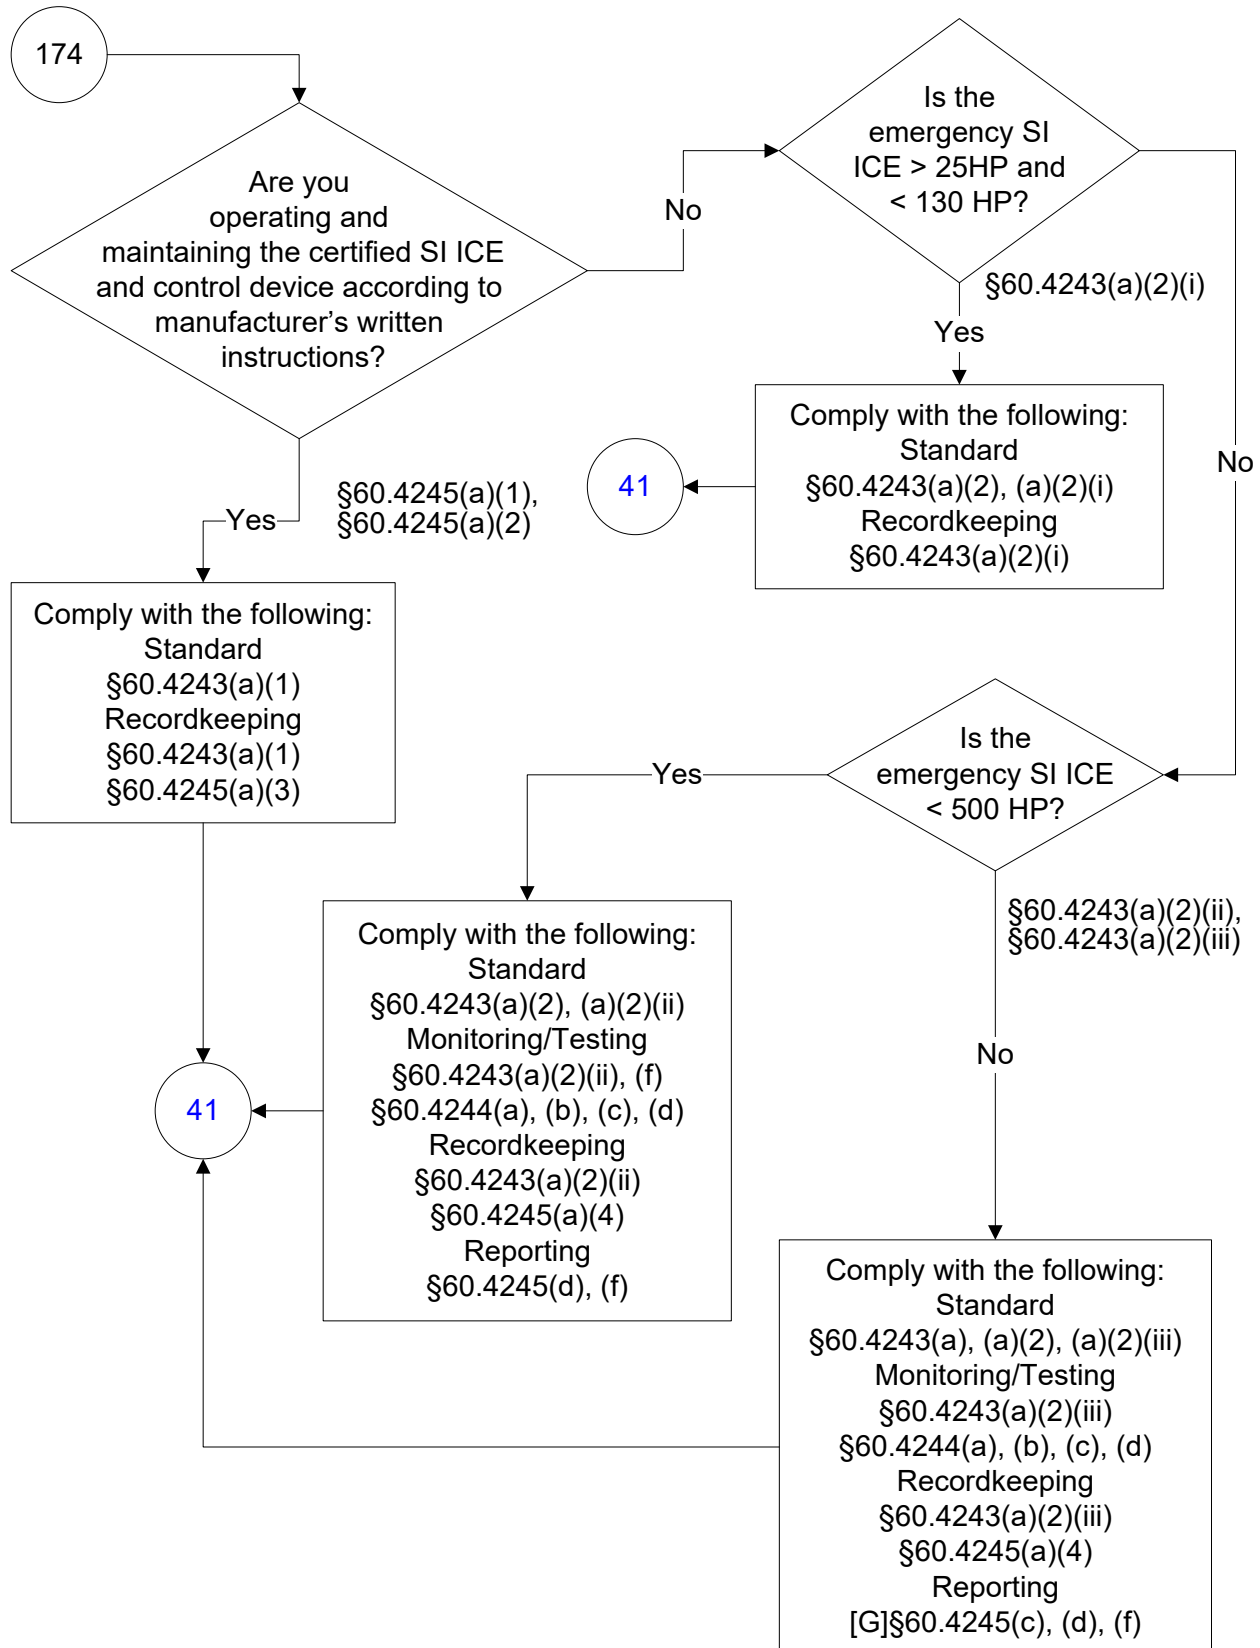 174
Are you
operating and
maintaining the certified SI ICE
and control device according to
manufacturer’s written
instructions?
No
Is the
emergency SI
ICE > 25HP and
< 130 HP?
§60.4243(a)(2)(i)
Yes
No
Comply with the following:
Standard
§60.4243(a)(2), (a)(2)(i)
Recordkeeping
§60.4243(a)(2)(i)
41
§60.4245(a)(1),
§60.4245(a)(2)
Yes
Comply with the following:
Standard
§60.4243(a)(1)
Recordkeeping
§60.4243(a)(1)
§60.4245(a)(3)
Is the
emergency SI ICE
< 500 HP?
Yes
§60.4243(a)(2)(ii),
§60.4243(a)(2)(iii)
No
Comply with the following:
Standard
§60.4243(a)(2), (a)(2)(ii)
Monitoring/Testing
§60.4243(a)(2)(ii), (f)
§60.4244(a), (b), (c), (d)
Recordkeeping
§60.4243(a)(2)(ii)
§60.4245(a)(4)
Reporting
§60.4245(d), (f)
41
Comply with the following:
Standard
§60.4243(a), (a)(2), (a)(2)(iii)
Monitoring/Testing
§60.4243(a)(2)(iii)
§60.4244(a), (b), (c), (d)
Recordkeeping
§60.4243(a)(2)(iii)
§60.4245(a)(4)
Reporting
[G]§60.4245(c), (d), (f)